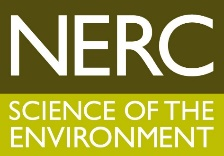 NERC
SCIENCE OF THE
ENVIRONMENT